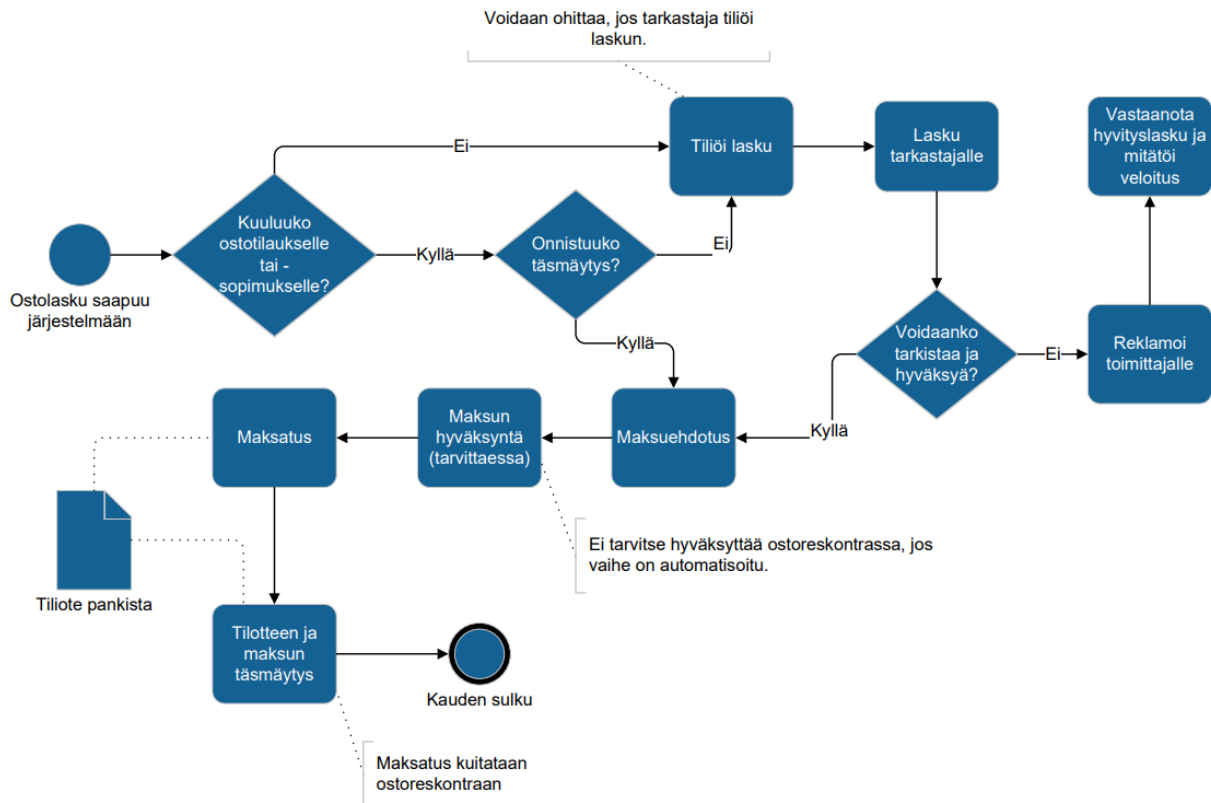 Voidaan ohittaa, jos tarkastaja tiliöi
laskun.
Ei
Tiliöi lasku
Lasku
tarkastajalle
Vastaanota
hyvityslasku ja
mitätöi
veloitus
Kuuluuko
ostotilaukselle
tai -
sopimukselle?
Kyllä
Onnistuuko
täsmäytys?
Ei
Ostolasku saapuu
järjestelmään
Kyllä
Voidaanko
tarkistaa ja
hyväksyä?
Ei
Reklamoi
toimittajalle
Maksatus
Maksun
hyväksyntä
(tarvittaessa)
Maksuehdotus
Kyllä
Ei tarvitse hyväksyttää ostoreskontrassa, jos
vaihe on automatisoitu.
Tiliote pankista
Tilotteen ja
maksun
täsmäytys
Kauden sulku
Maksatus kuitataan
ostoreskontraan